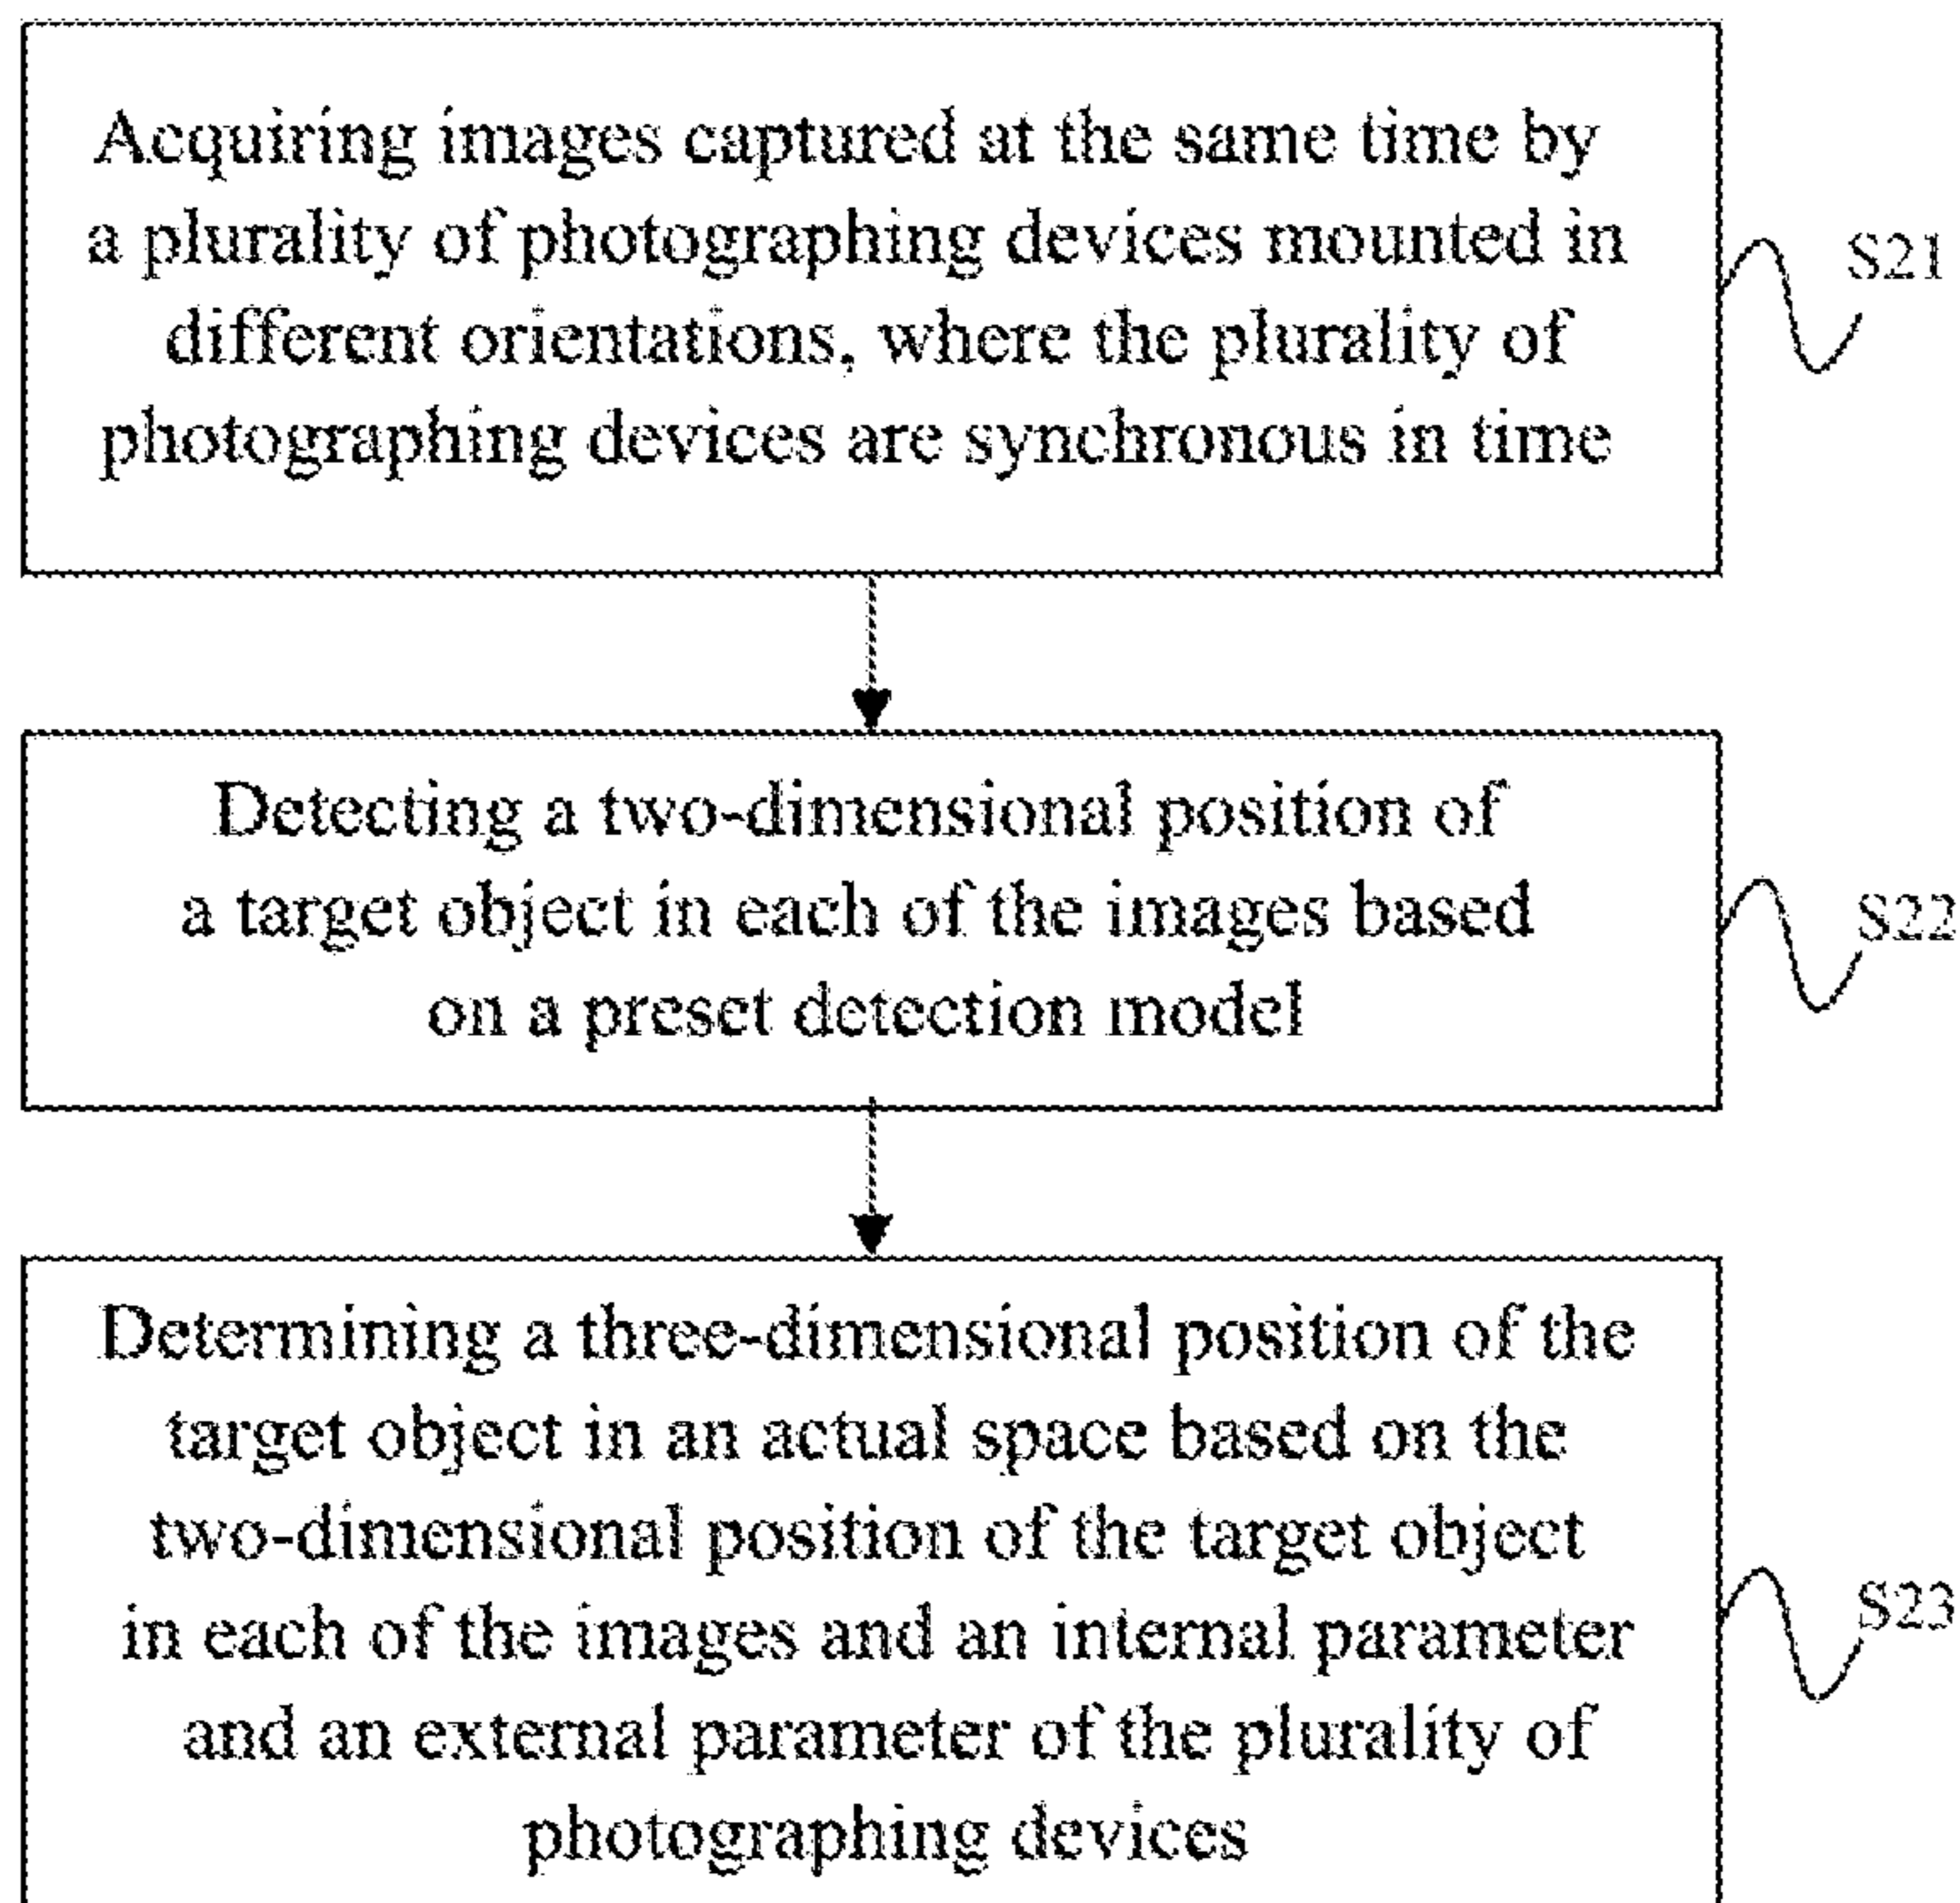 Acquiring images captured at the same time by
a plurality of photographing devices mounted in
different orientations, where the plurality of
photographing devices are synchronous in time
S21
Detecting a two-dimensional position of
a target object in each of the images based
on a preset detection model
S22
Determining a three-dimensional position of the
target object in an actual space based on the
two-dimensional position of the target object
in each of the images and an internal parameter
and an external parameter of the plurality of
photographing devices
S23